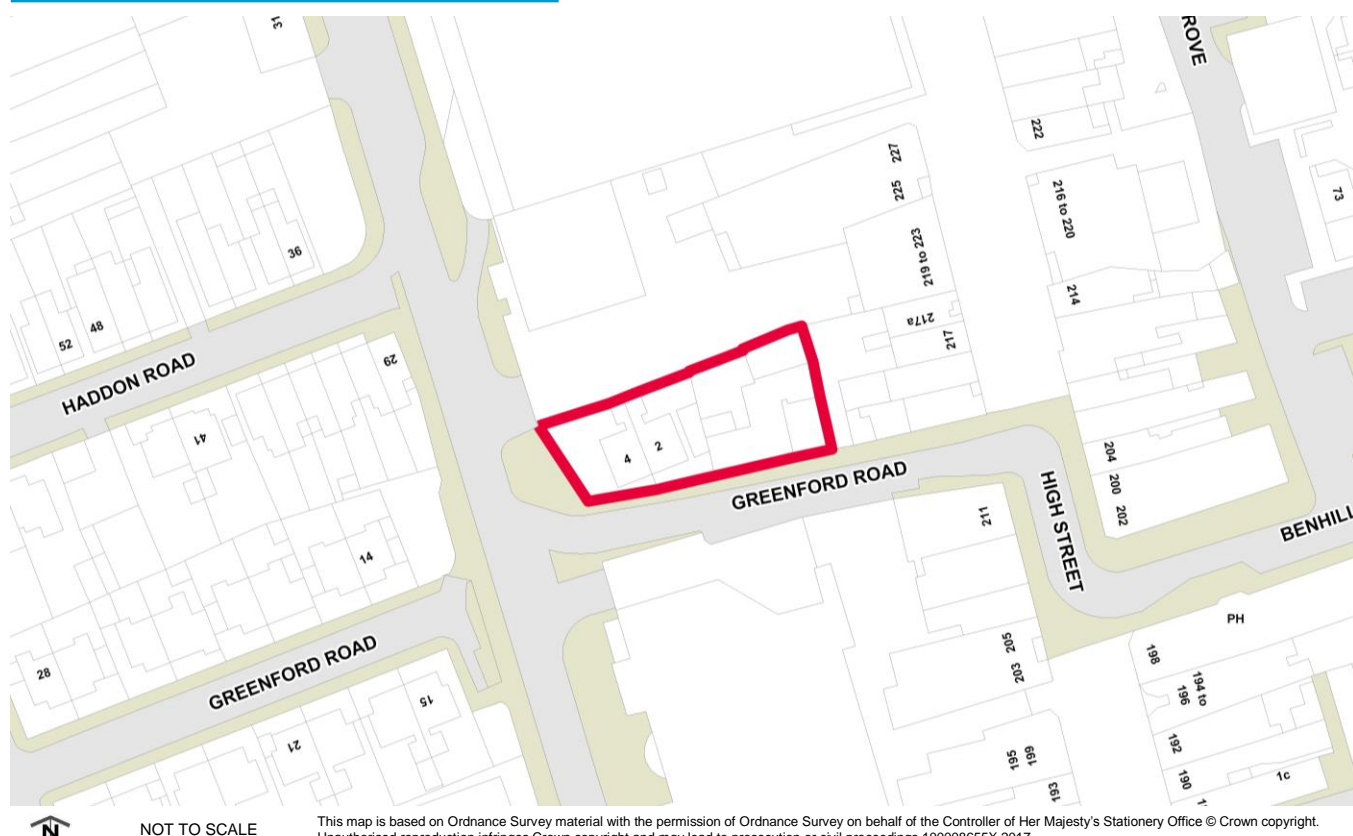 31
ROVE
222
227
225
73
216 to 220
36
219 to 223
214
48
52
217a
217
HADDON ROAD
29
41
2
4
204
200
202
GREENFORD ROAD
HIGH STREET
211
BENHILL
14
PH
GREENFORD ROAD
28
205
203
198
194 to
196
15
21
199
195
192
190
1c
193
N
NOT TO SCALE
This map is based on Ordnance Survey material with the permission of Ordnance Survey on behalf of the Controller of Her Majesty's Stationery Office © Crown copyright.